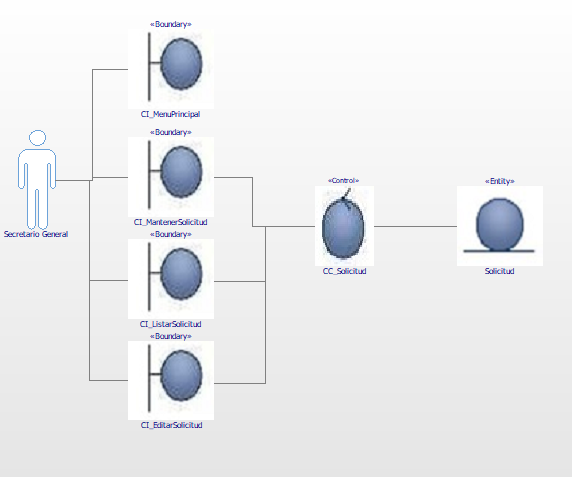 «Boundary»
CI_MenuPrincipal
«Boundary»
CI_MantenerSolicitud
«Boundary»
CI_ListarSolicitud
«Boundary»
CI_EditarSolicitud
Secretario General
«Control»
CC_Solicitud
«Entity»
Solicitud